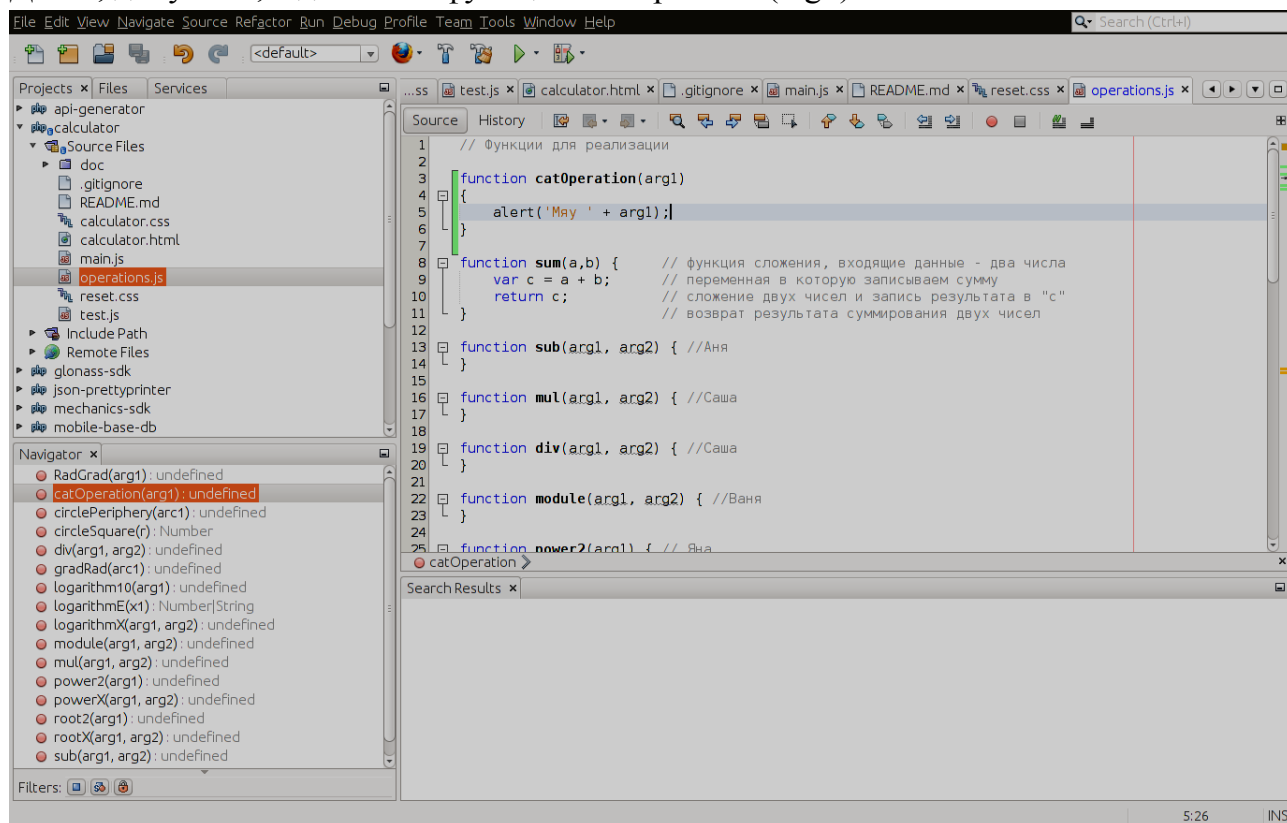 File Edit View Navigate Source Refactor Run Debug Profile Team Tools Window Help Search (Ctrl+I)
<default>
Projects Files Services
api-generator
calculator
Source Files
doc
.gitignore
README.md
calculator.css
calculator.html
main.js
operations.js
reset.css
test.js
Include Path
Remote Files
glonass-sdk
json-prettyprinter
mechanics-sdk
mobile-base-db
Navigator
RadGrad(arg1) : undefined
catOperation(arg1) : undefined
circlePeriphery(arc1) : undefined
circleSquare(r) : Number
div(arg1, arg2) : undefined
gradRad(arc1) : undefined
logarithm10(arg1) : undefined
logarithmE(x1) : Number|String
logarithmX(arg1, arg2) : undefined
module(arg1, arg2) : undefined
mul(arg1, arg2) : undefined
power2(arg1) : undefined
powerX(arg1, arg2) : undefined
root2(arg1) : undefined
rootX(arg1, arg2) : undefined
sub(arg1, arg2) : undefined
Filters:
...ss test.js calculator.html .gitignore main.js README.md reset.css operations.js
Source History
1 // Функции для реализации
2
3 function catOperation(arg1)
4 {
5 alert('Мяу ' + arg1);
6 }
7
8 function sum(a,b) { // функция сложения, входящие данные - два числа
9 var c = a + b; // переменная в которую записываем сумму
10 return c; // сложение двух чисел и запись результата в "с"
11 } // возврат результата суммирования двух чисел
12
13 function sub(arg1, arg2) { //Аня
14 }
15
16 function mul(arg1, arg2) { //Саша
17 }
18
19 function div(arg1, arg2) { //Саша
20 }
21
22 function module(arg1, arg2) { //Ваня
23 }
24
25 function power2(arg1) { // Яна
catOperation
Search Results
5:26 INS